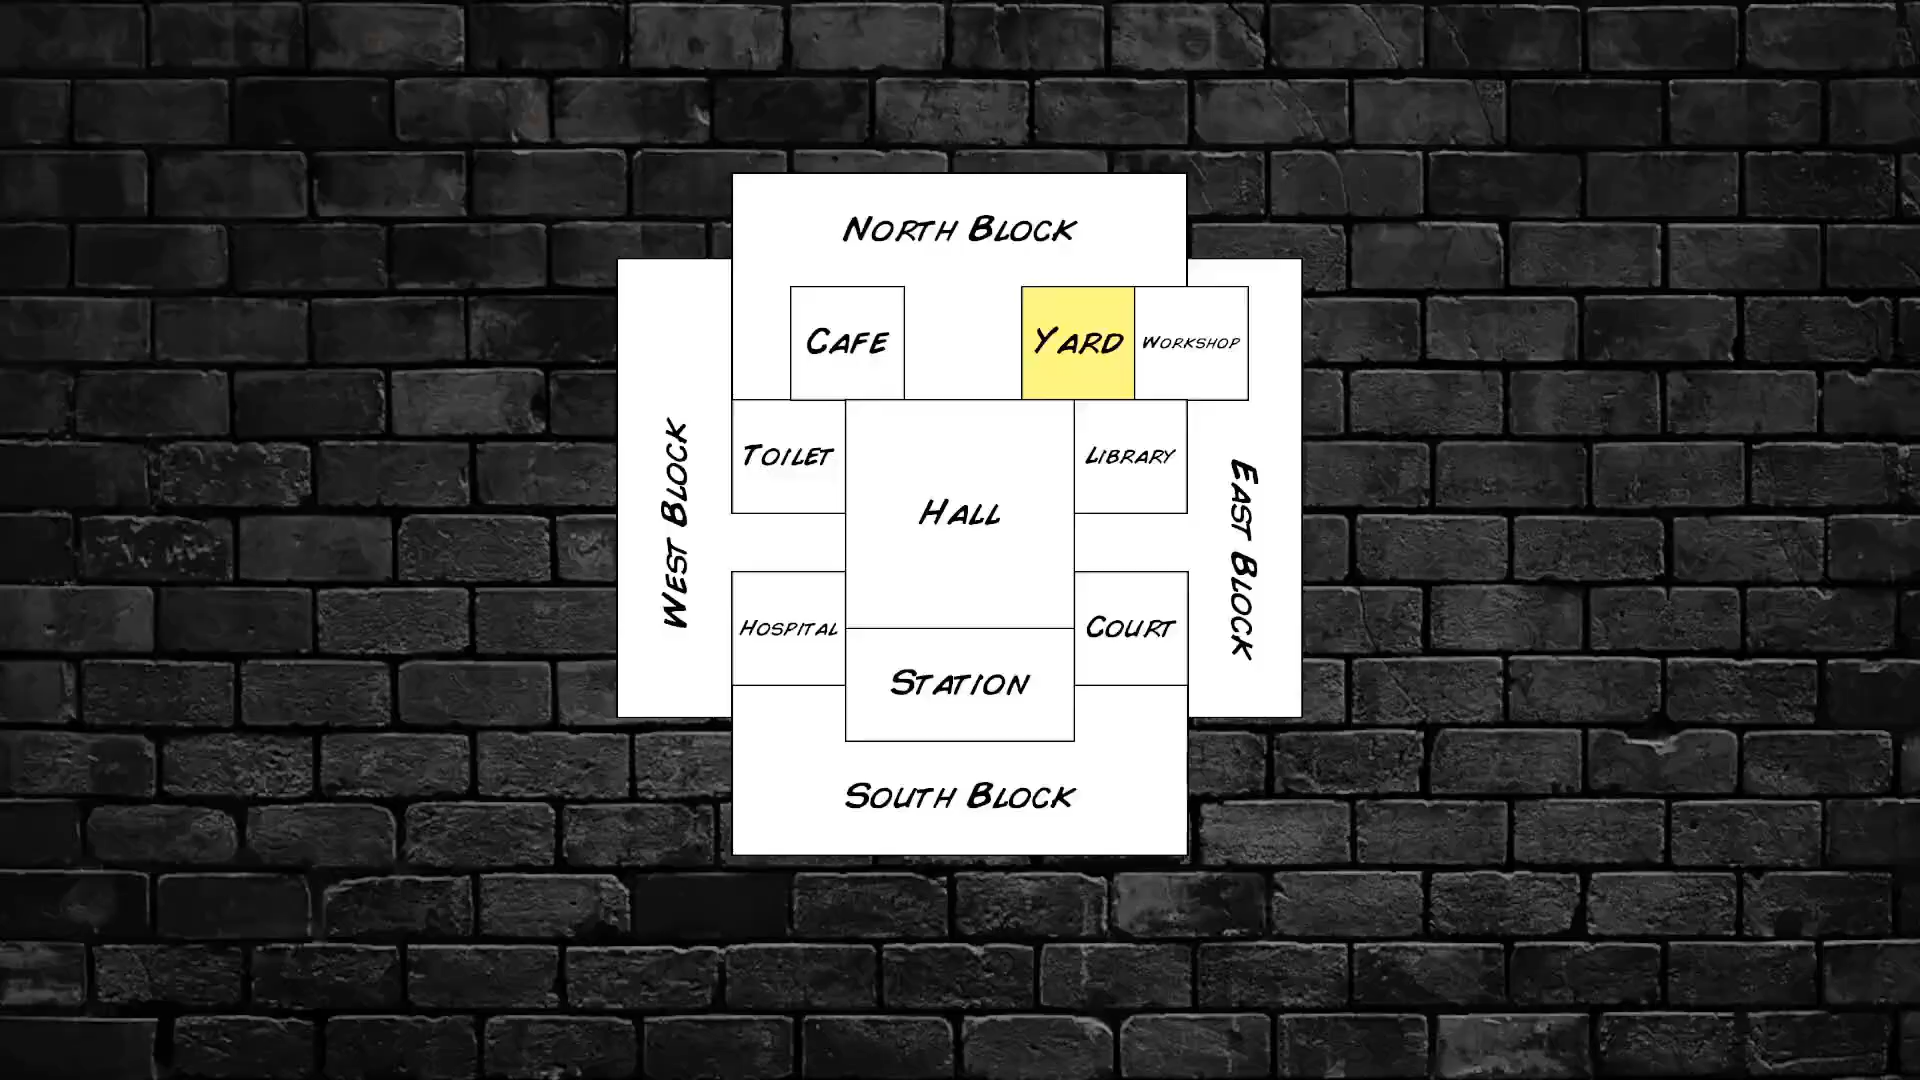 NORTH BLOCK
CAFE
YARD
WORKSHOP
WEST BLOCK
TOILET
HALL
LIBRARY
EAST BLOCK
HOSPITAL
STATION
COURT
SOUTH BLOCK